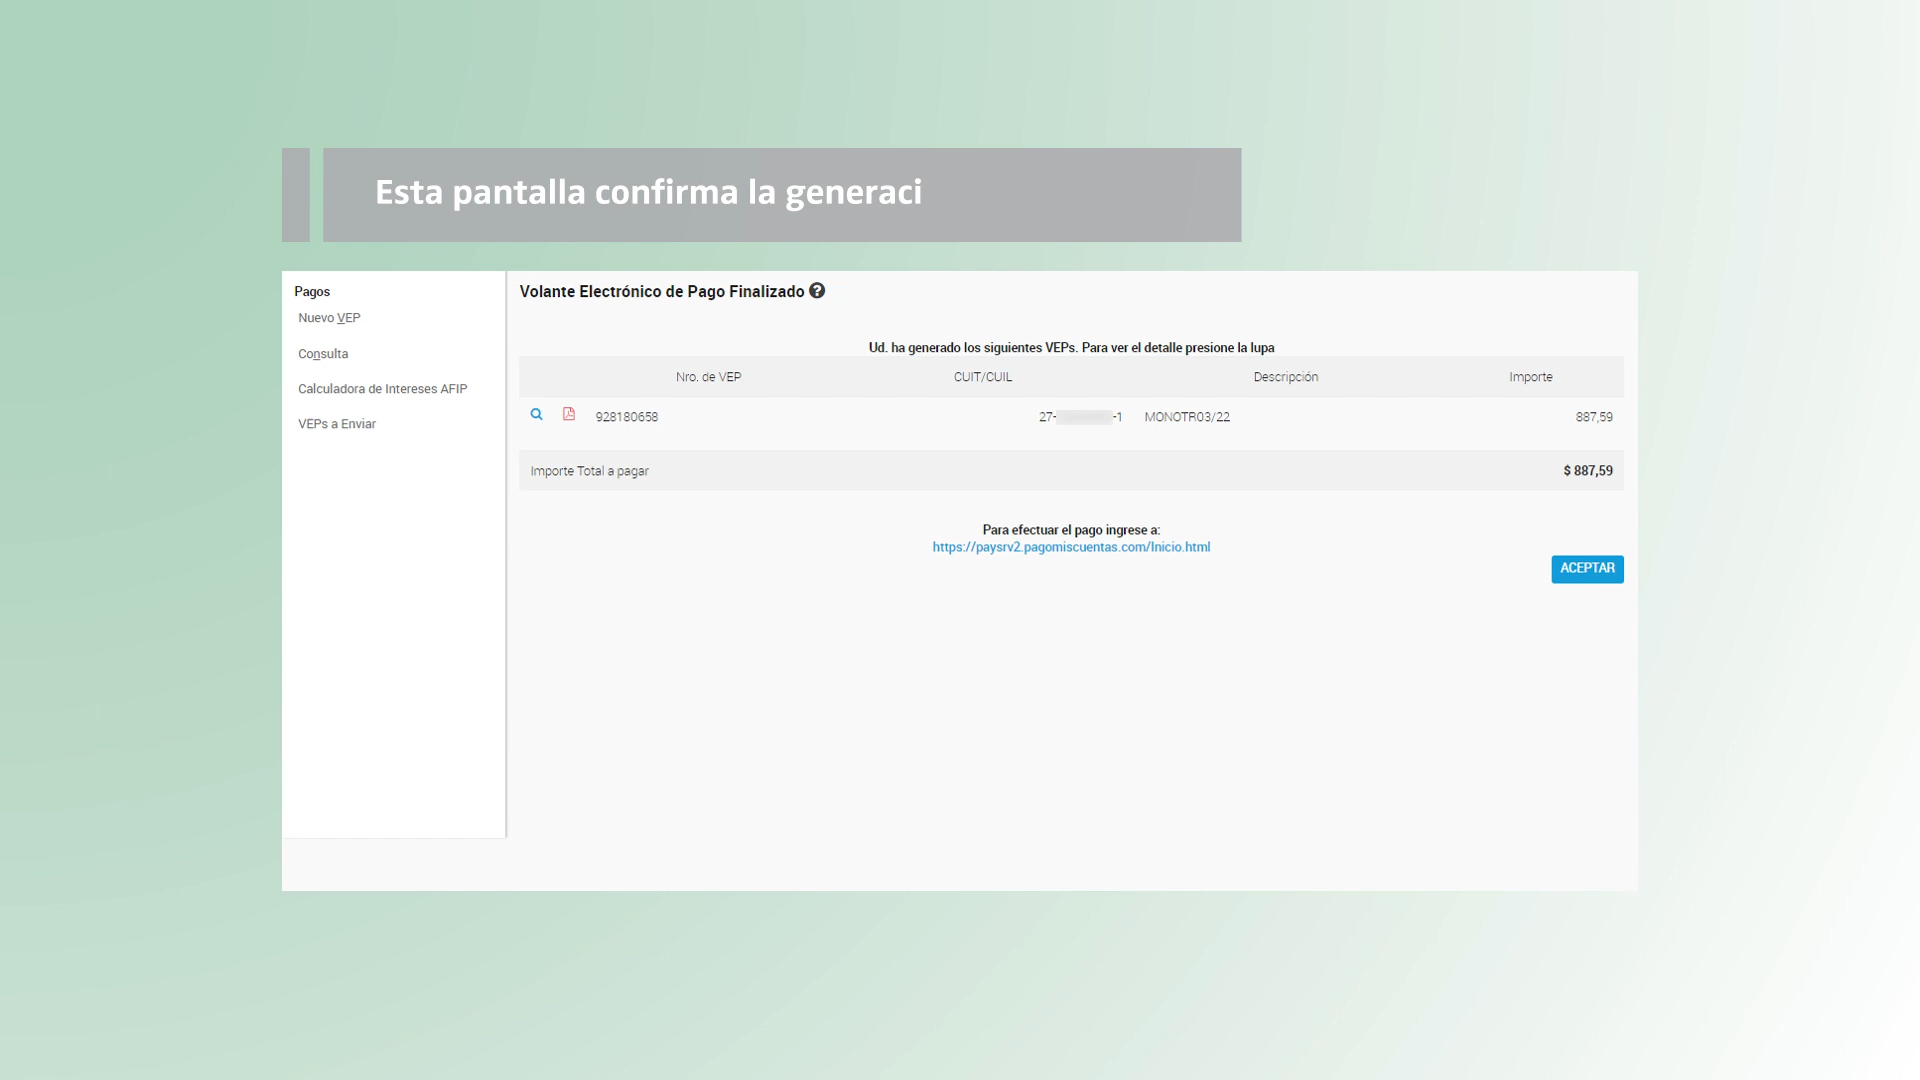 Esta pantalla confirma la generaci
Pagos
Nuevo VEP
Consulta
Calculadora de Intereses AFIP
VEPs a Enviar
Volante Electrónico de Pago Finalizado
Ud. ha generado los siguientes VEPs. Para ver el detalle presione la lupa
Nro. de VEP CUIT/CUIL Descripción Importe
928180658 27- -1 MONOTR03/22 887,59
Importe Total a pagar $ 887,59
Para efectuar el pago ingrese a:
https://paysrv2.pagomiscuentas.com/Inicio.html
ACEPTAR